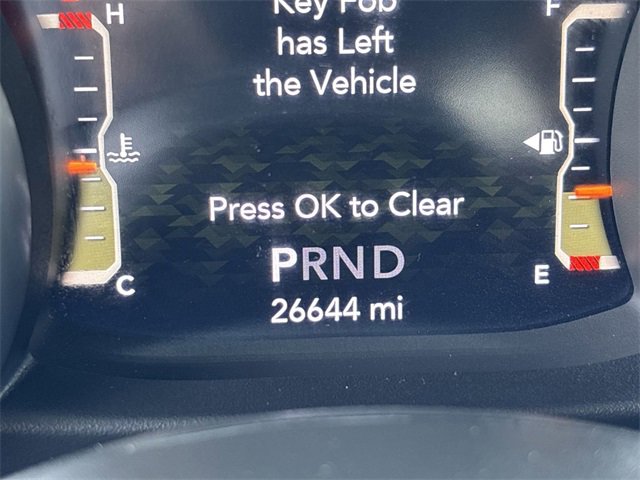 Key Fob
H
F
has Left
the Vehicle
Press OK to Clear
PRND
C
E
26644 mi